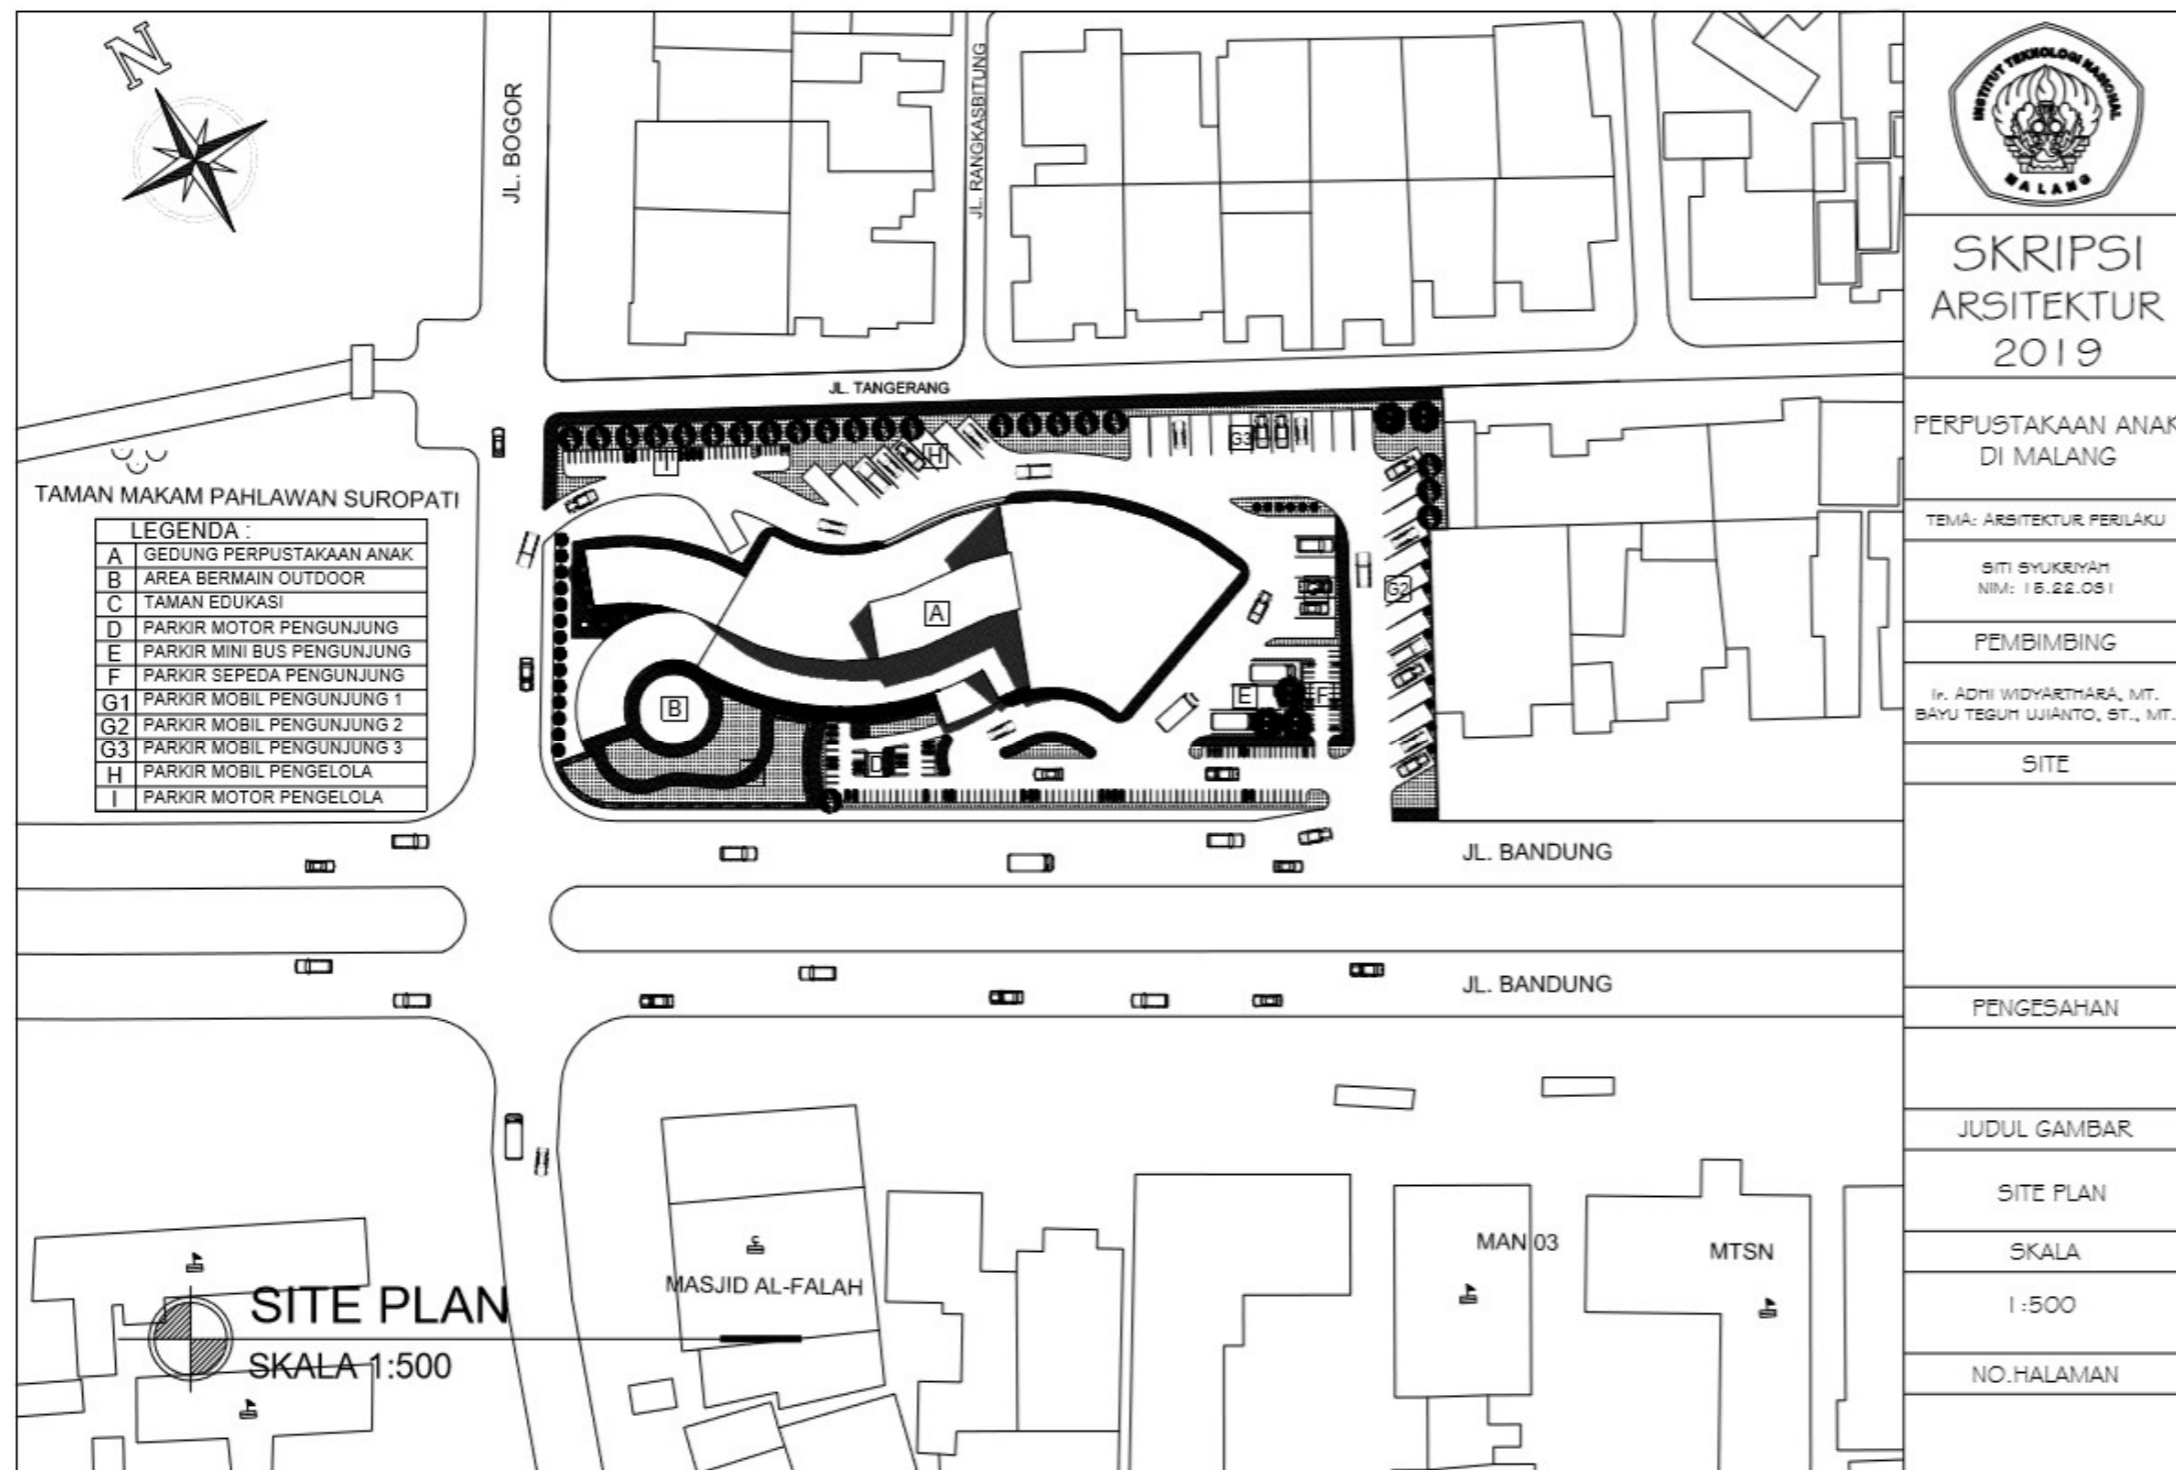 N
JL. BOGOR
JL. RANGKASBITUNG
JL. TANGERANG
TAMAN MAKAM PAHLAWAN SUROPATI
LEGENDA :
A GEDUNG PERPUSTAKAAN ANAK
B AREA BERMAIN OUTDOOR
C TAMAN EDUKASI
D PARKIR MOTOR PENGUNJUNG
E PARKIR MINI BUS PENGUNJUNG
F PARKIR SEPEDA PENGUNJUNG
G1 PARKIR MOBIL PENGUNJUNG 1
G2 PARKIR MOBIL PENGUNJUNG 2
G3 PARKIR MOBIL PENGUNJUNG 3
H PARKIR MOBIL PENGELOLA
I PARKIR MOTOR PENGELOLA
I
H
G3
G2
A
B
E
F
JL. BANDUNG
JL. BANDUNG
MASJID AL-FALAH
MAN 03
MTSN
SITE PLAN
SKALA 1:500
INSTITUT TEKNOLOGI NASIONAL
MALANG
SKRIPSI
ARSITEKTUR
2019
PERPUSTAKAAN ANAK
DI MALANG
TEMA: ARSITEKTUR PERILAKU
SITI SYUKRIYAH
NIM: 15.22.051
PEMBIMBING
Ir. ADHI WIDYARTHARA, MT.
BAYU TEGUH UJIANTO, ST., MT.
SITE
PENGESAHAN
JUDUL GAMBAR
SITE PLAN
SKALA
1:500
NO.HALAMAN